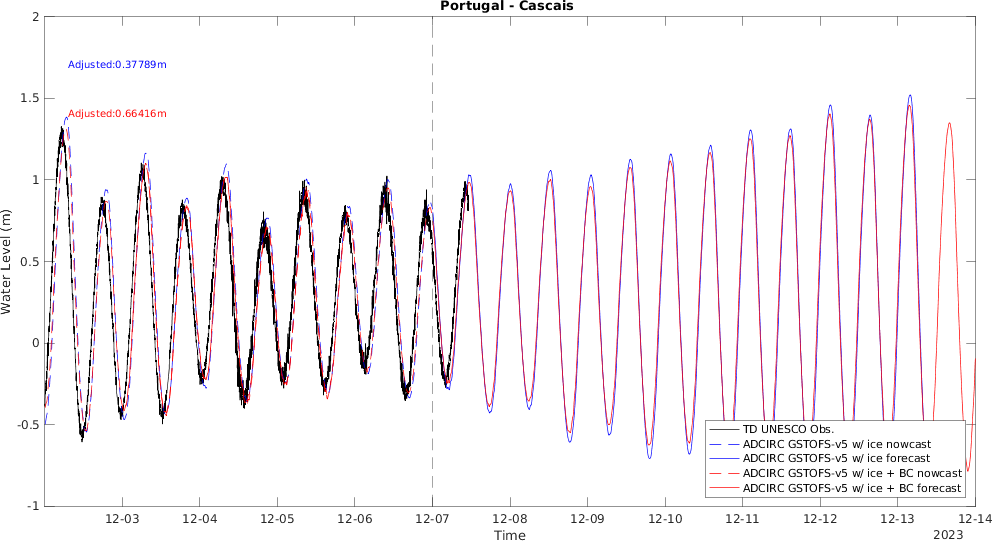 Portugal - Cascais
2
Adjusted:0.37789m
1.5
Adjusted:0.66416m
1
Water Level (m)
0.5
0
-0.5
-1
TD UNESCO Obs.
ADCIRC GSTOFS-v5 w/ ice nowcast
ADCIRC GSTOFS-v5 w/ ice forecast
ADCIRC GSTOFS-v5 w/ ice + BC nowcast
ADCIRC GSTOFS-v5 w/ ice + BC forecast
12-03 12-04 12-05 12-06 12-07 12-08 12-09 12-10 12-11 12-12 12-13 12-14
Time
2023